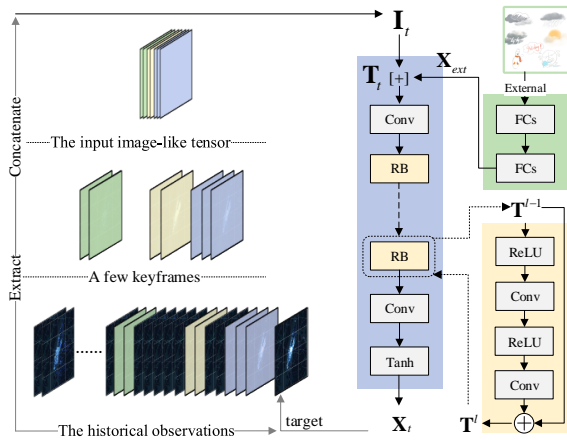 I_t
X_ext
T_t [+]
External
Conv
FCs
RB
FCs
Concatenate
The input image-like tensor
T^{l-1}
RB
ReLU
Conv
Conv
ReLU
Tanh
Conv
Extract
A few keyframes
X_t
T^l
target
The historical observations